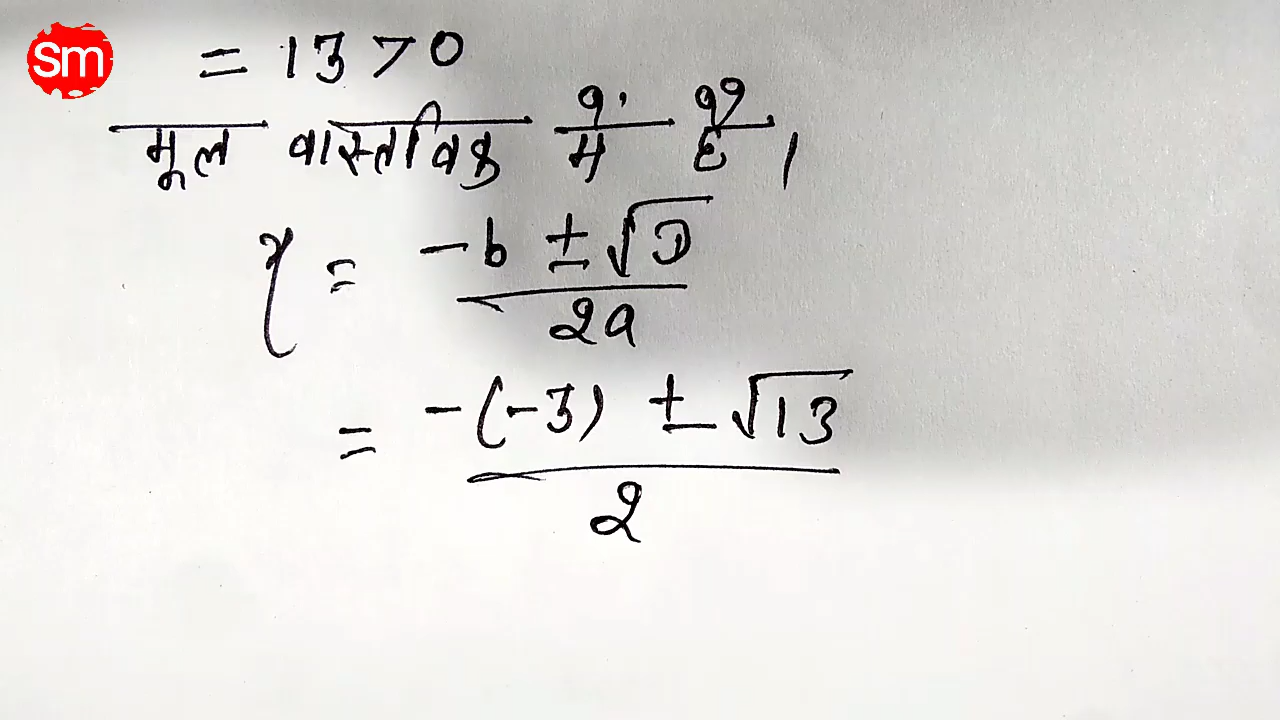 Sm
= 13 > 0
मूल वास्तविक में हैं ।
x = -b ± √D / 2a
= -(-3) ± √13 / 2